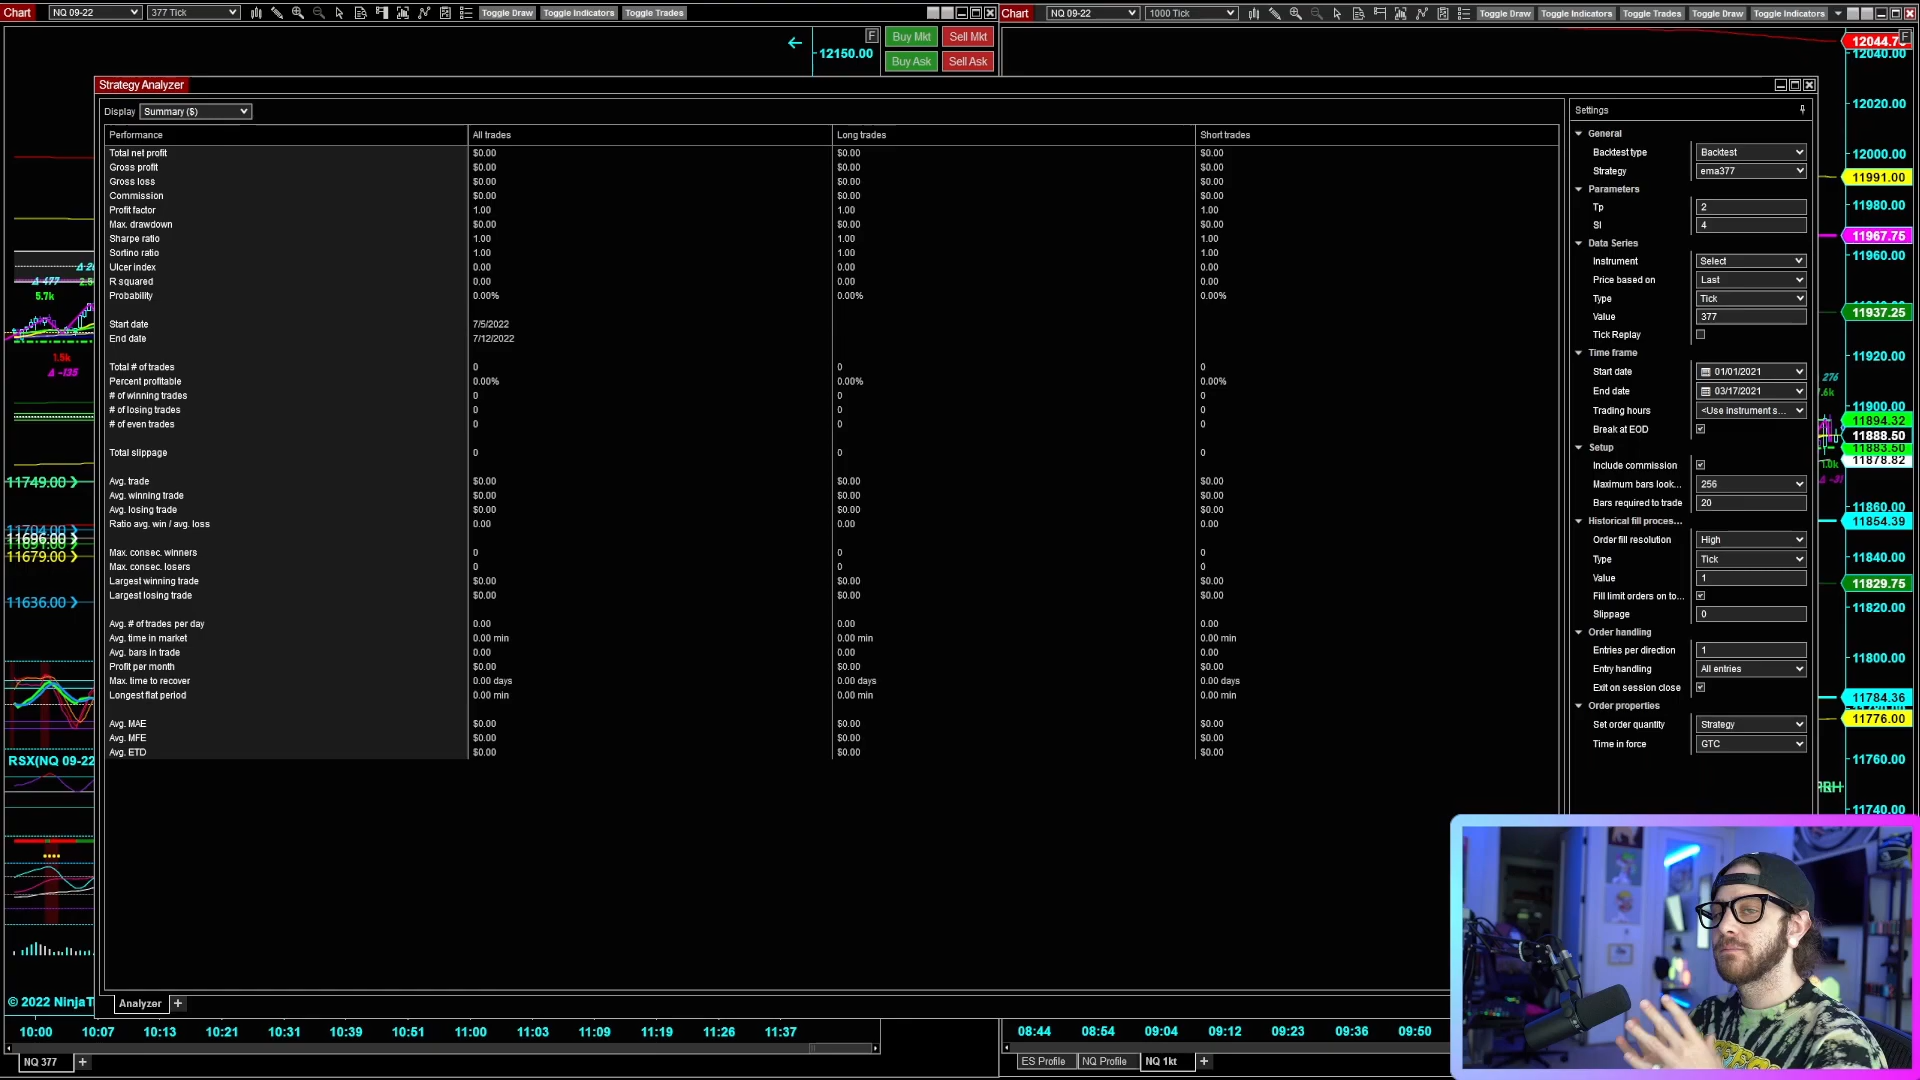 Chart NQ 09-22 377 Tick Toggle Draw Toggle Indicators Toggle Trades
Chart NQ 09-22 1000 Tick Toggle Draw Toggle Indicators Toggle Trades Toggle Draw Toggle Indicators
12150.00 F Buy Mkt Sell Mkt
Buy Ask Sell Ask
Strategy Analyzer
Display Summary ($)
Performance All trades Long trades Short trades
Total net profit $0.00 $0.00 $0.00
Gross profit $0.00 $0.00 $0.00
Gross loss $0.00 $0.00 $0.00
Commission $0.00 $0.00 $0.00
Profit factor 1.00 1.00 1.00
Max. drawdown $0.00 $0.00 $0.00
Sharpe ratio 1.00 1.00 1.00
Sortino ratio 1.00 1.00 1.00
Ulcer index 0.00 0.00 0.00
R squared 0.00 0.00 0.00
Probability 0.00% 0.00% 0.00%
Start date 7/5/2022
End date 7/12/2022
Total # of trades 0 0 0
Percent profitable 0.00% 0.00% 0.00%
# of winning trades 0 0 0
# of losing trades 0 0 0
# of even trades 0 0 0
Total slippage 0 0 0
Avg. trade $0.00 $0.00 $0.00
Avg. winning trade $0.00 $0.00 $0.00
Avg. losing trade $0.00 $0.00 $0.00
Ratio avg. win / avg. loss 0.00 0.00 0.00
Max. consec. winners 0 0 0
Max. consec. losers 0 0 0
Largest winning trade $0.00 $0.00 $0.00
Largest losing trade $0.00 $0.00 $0.00
Avg. # of trades per day 0.00 0.00 0.00
Avg. time in market 0.00 min 0.00 min 0.00 min
Avg. bars in trade 0.00 0.00 0.00
Profit per month $0.00 $0.00 $0.00
Max. time to recover 0.00 days 0.00 days 0.00 days
Longest flat period 0.00 min 0.00 min 0.00 min
Avg. MAE $0.00 $0.00 $0.00
Avg. MFE $0.00 $0.00 $0.00
Avg. ETD $0.00 $0.00 $0.00
Analyzer +
Settings
General
Backtest type Backtest
Strategy ema377
Parameters
Tp 2
Sl 4
Data Series
Instrument Select
Price based on Last
Type Tick
Value 377
Tick Replay
Time frame
Start date 01/01/2021
End date 03/17/2021
Trading hours <Use instrument s...
Break at EOD
Setup
Include commission
Maximum bars look... 256
Bars required to trade 20
Historical fill proces...
Order fill resolution High
Type Tick
Value 1
Fill limit orders on to...
Slippage 0
Order handling
Entries per direction 1
Entry handling All entries
Exit on session close
Order properties
Set order quantity Strategy
Time in force GTC
Δ 477
5.7k
1.5k
Δ -135
11749.00
11704.00
11696.00
11691.00
11679.00
11636.00
RSX(NQ 09-22
© 2022 NinjaT
F
12040.00
12020.00
12000.00
11991.00
11980.00
11967.75
11960.00
11937.25
11920.00
276
7.6k
11900.00
11894.32
11888.50
11883.50
11878.82
1.0k
11860.00
11854.39
11840.00
11829.75
11820.00
11800.00
11784.36
11776.00
11760.00
11740.00
10:00 10:07 10:13 10:21 10:31 10:39 10:51 11:00 11:03 11:09 11:19 11:26 11:37
08:44 08:54 09:04 09:12 09:23 09:36 09:50
NQ 377 +
ES Profile NQ Profile NQ 1kt +